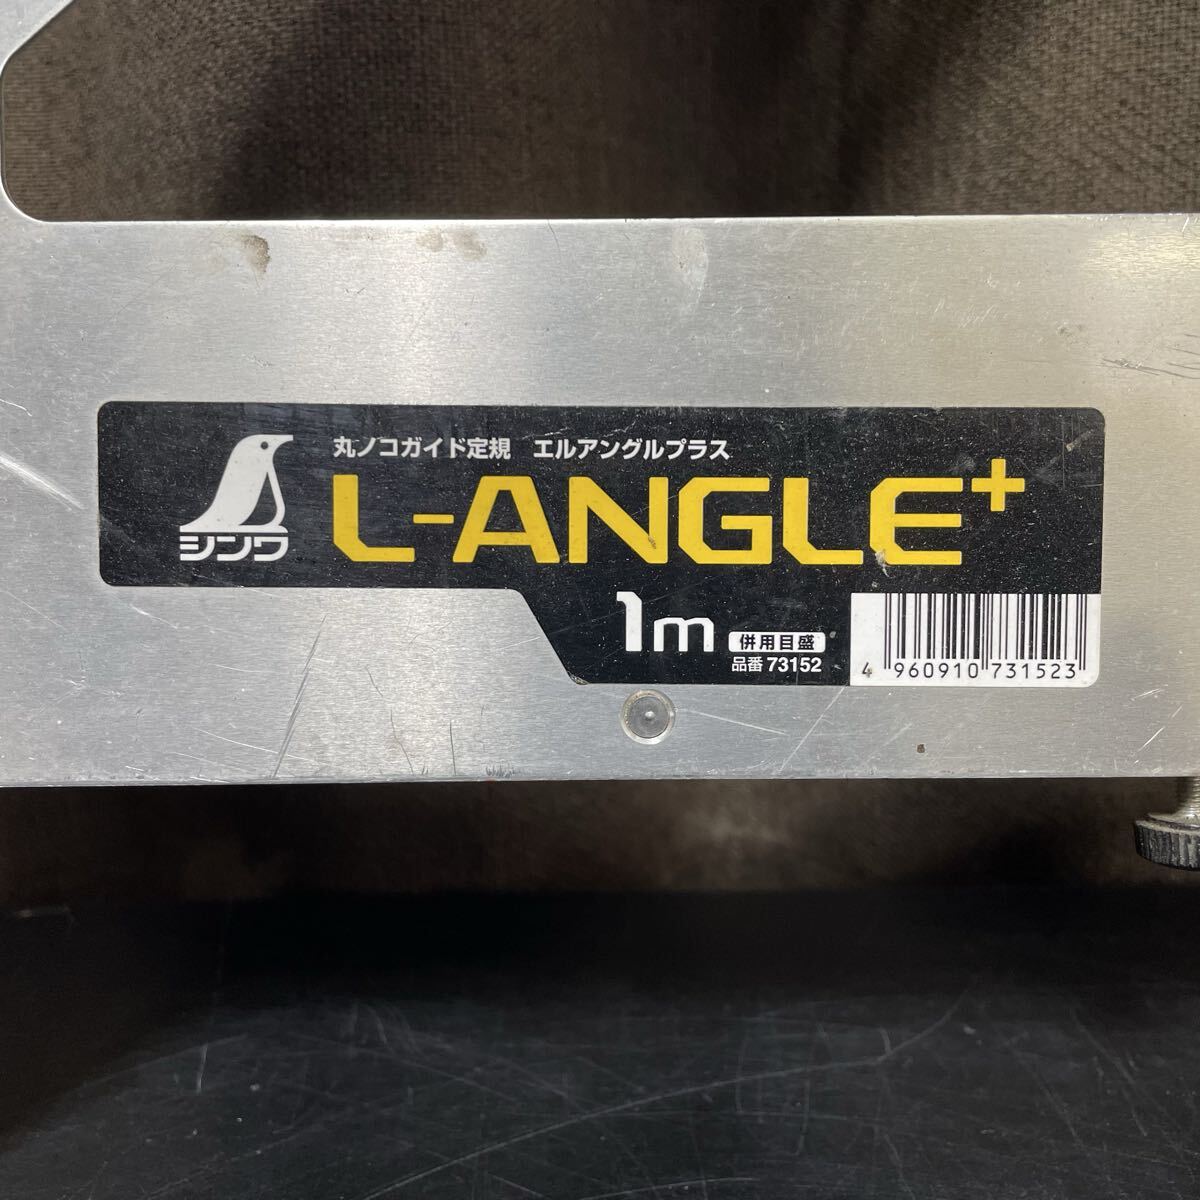 丸ノコガイド定規 エルアングルプラス
シンワ
L-ANGLE+
1m
併用目盛
品番 73152
4 960910 731523